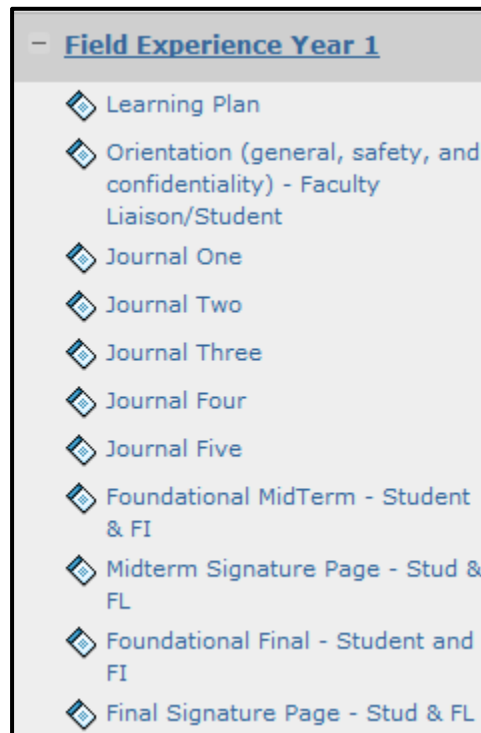 Field Experience Year 1
Learning Plan
Orientation (general, safety, and
confidentiality) - Faculty
Liaison/Student
Journal One
Journal Two
Journal Three
Journal Four
Journal Five
Foundational MidTerm - Student
& FI
Midterm Signature Page - Stud &
FL
Foundational Final - Student and
FI
Final Signature Page - Stud & FL